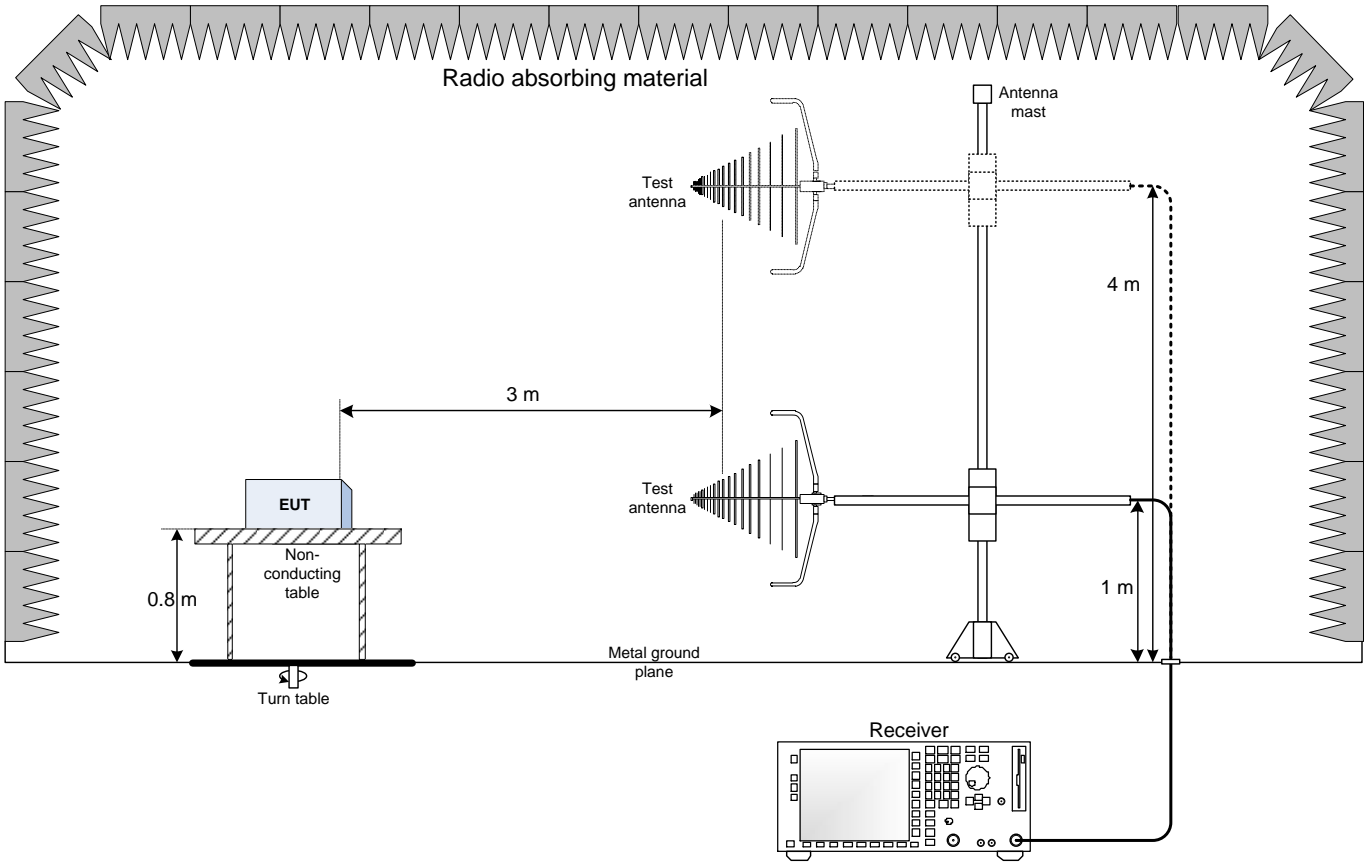 Radio absorbing material
Antenna
mast
Test
antenna
4 m
3 m
Test
antenna
EUT
Non-
conducting
table
0.8 m
1 m
Metal ground
plane
Turn table
Receiver